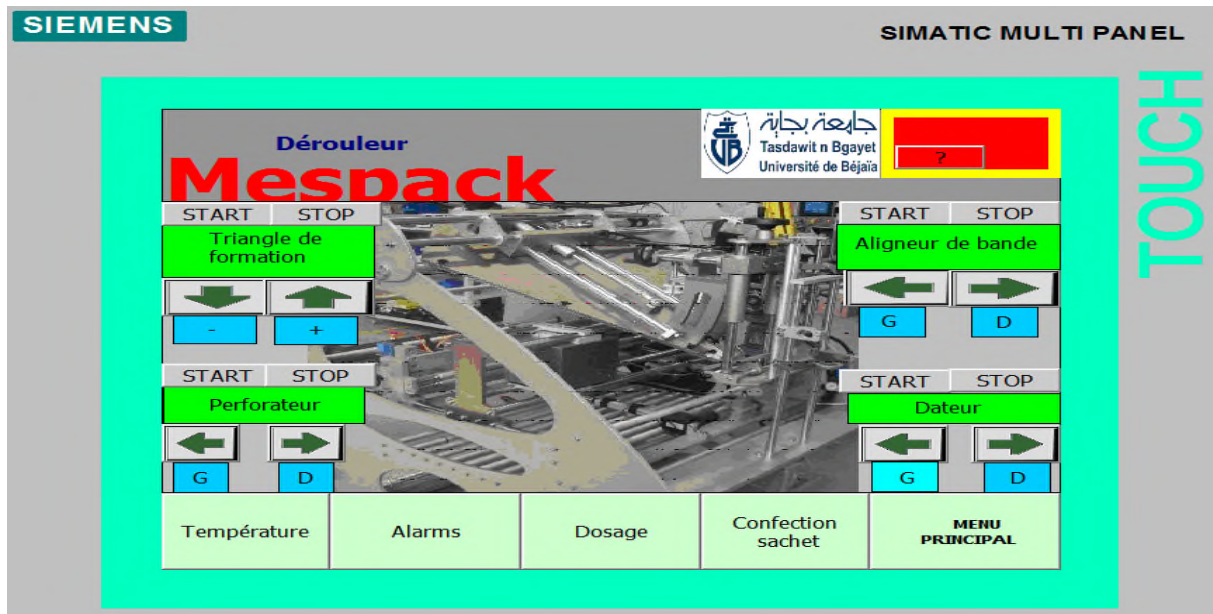 SIEMENS
SIMATIC MULTI PANEL
TOUCH
Dérouleur
Mespack
جامعة بجاية
Tasdawit n Bgayet
Université de Béjaïa
?
START STOP
Triangle de
formation
- +
START STOP
Aligneur de bande
G D
START STOP
Perforateur
G D
START STOP
Dateur
G D
Température
Alarms
Dosage
Confection
sachet
MENU
PRINCIPAL